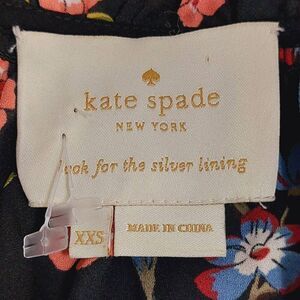 kate spade
NEW YORK
look for the silver lining
XXS
MADE IN CHINA